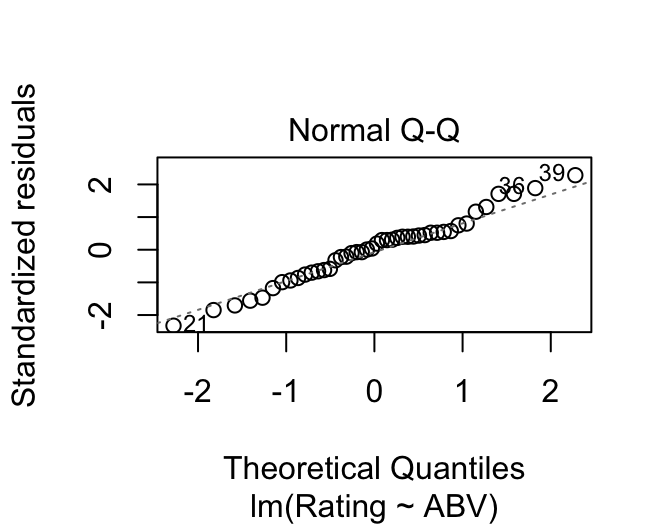 Normal Q-Q
Standardized residuals
2
0
-2
39
36
21
-2 -1 0 1 2
Theoretical Quantiles
lm(Rating ~ ABV)